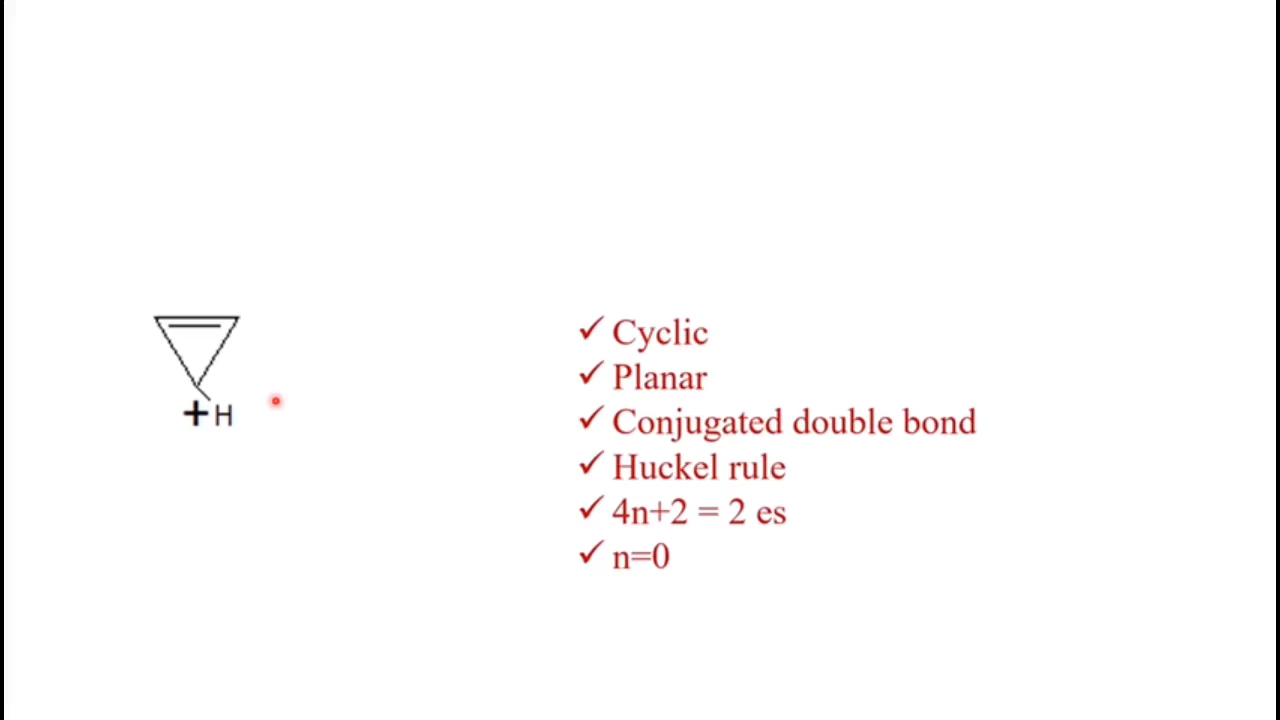 +H
✓ Cyclic
✓ Planar
✓ Conjugated double bond
✓ Huckel rule
✓ 4n+2 = 2 es
✓ n=0